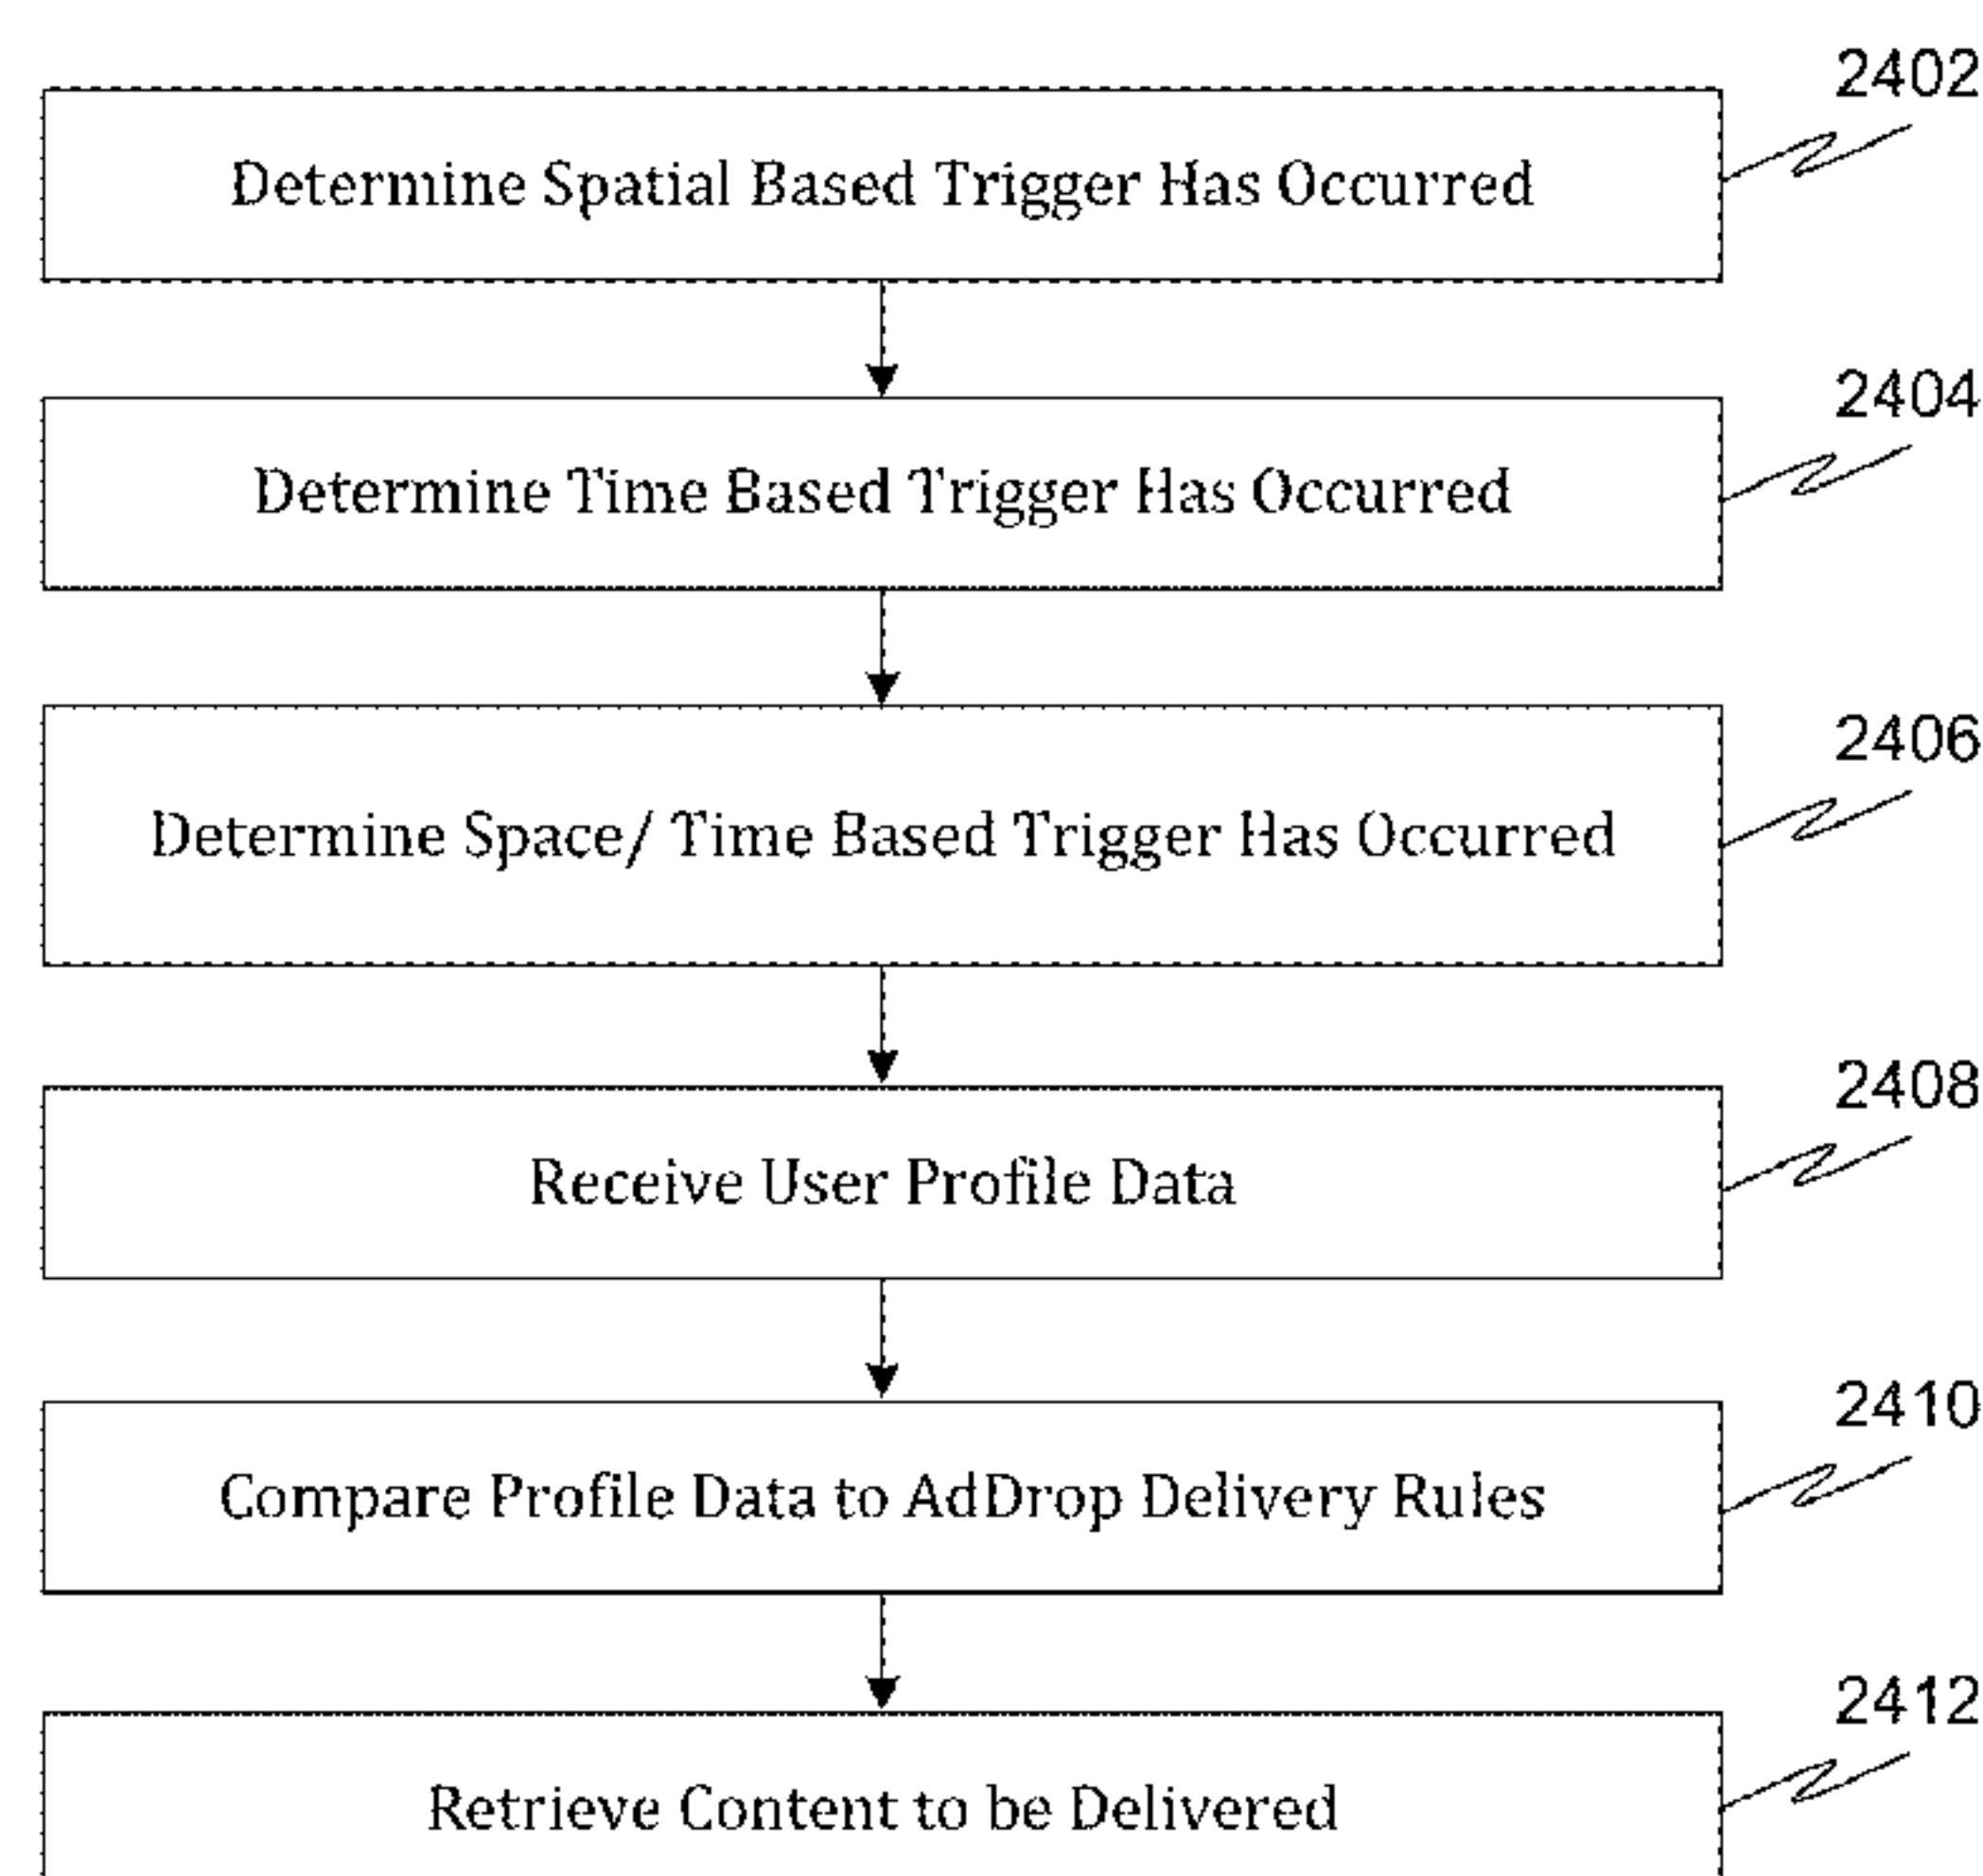 2402
Determine Spatial Based Trigger Has Occurred
2404
Determine Time Based Trigger Has Occurred
2406
Determine Space/ Time Based Trigger Has Occurred
2408
Receive User Profile Data
2410
Compare Profile Data to AdDrop Delivery Rules
2412
Retrieve Content to be Delivered